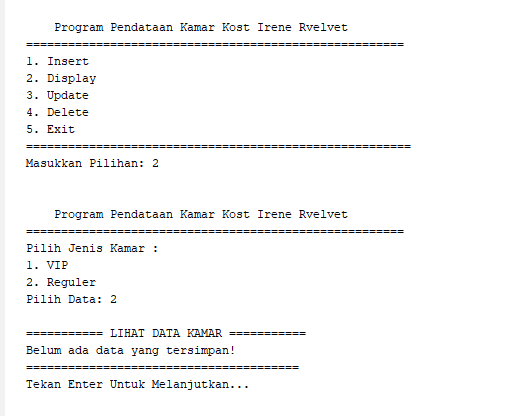 Program Pendataan Kamar Kost Irene Rvelvet
======================================================
1. Insert
2. Display
3. Update
4. Delete
5. Exit
=======================================================
Masukkan Pilihan: 2
Program Pendataan Kamar Kost Irene Rvelvet
======================================================
Pilih Jenis Kamar :
1. VIP
2. Reguler
Pilih Data: 2
=========== LIHAT DATA KAMAR ===========
Belum ada data yang tersimpan!
=======================================
Tekan Enter Untuk Melanjutkan...